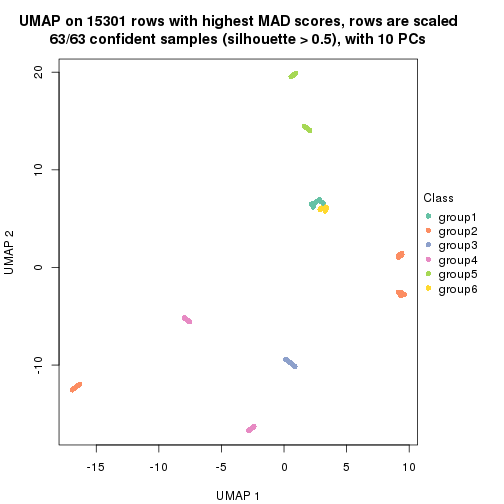 UMAP on 15301 rows with highest MAD scores, rows are scaled
63/63 confident samples (silhouette > 0.5), with 10 PCs
20
10
0
-10
UMAP 2
-15
-10
-5
0
5
10
UMAP 1
Class
group1
group2
group3
group4
group5
group6